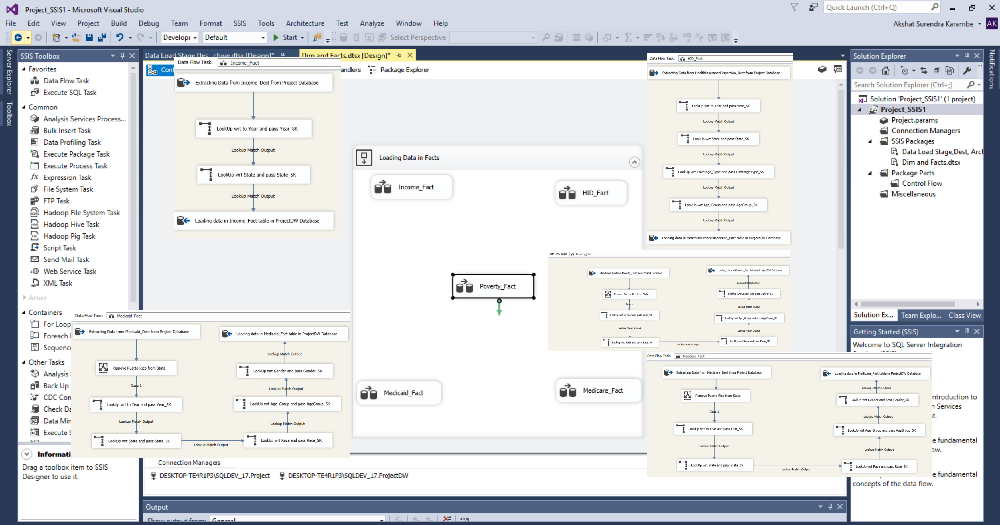 Project_SSIS1 - Microsoft Visual Studio
Quick Launch (Ctrl+Q)
File Edit View Project Build Debug Team Format SSIS Tools Architecture Test Analyze Window Help
Akshat Surendra Karambe AK
Default
Start
Select Perspective
Server Explorer
Toolbox
SSIS Toolbox
Favorites
Data Flow Task
Execute SQL Task
Common
Analysis Services Process...
Bulk Insert Task
Data Profiling Task
Execute Package Task
Execute Process Task
Expression Task
File System Task
FTP Task
Hadoop File System Task
Hadoop Hive Task
Hadoop Pig Task
Script Task
Send Mail Task
Web Service Task
XML Task
Azure
Containers
For Loop
Foreach
Other Tasks
Analysis
Back Up
Check
Data
Execute
Drag a toolbox item to SSIS
Designer to use it.
Data Load Stage
Dim and Facts.dtsx [Design]*
Package Explorer
Data Flow Task: Income_Fact
Extracting Data from Income_Dest from Project Database
LookUp wrt to Year and pass Year_SK
Lookup Match Output
LookUp wrt State and pass State_SK
Lookup Match Output
Loading data in Income_Fact table in ProjectDW Database
Loading Data in Facts
Income_Fact
HID_Fact
Poverty_Fact
Medicaid_Fact
Medicare_Fact
Data Flow Task: HID_Fact
Extracting Data from HealthInsuranceDispersion_Dest from Project Database
LookUp wrt to Year and pass Year_SK
Lookup Match Output
LookUp wrt State and pass State_SK
Lookup Match Output
LookUp wrt Coverage_Type and pass CoverageType_SK
Lookup Match Output
LookUp wrt Age_Group and pass AgeGroup_SK
Lookup Match Output
Loading data in HealthInsuranceDispersion_Fact table in ProjectDW Database
Data Flow Task: Poverty_Fact
Extracting Data from Poverty_Dest from Project Database
Remove Puerto Rico from State
Case 1
LookUp wrt to Year and pass Year_SK
Lookup Match Output
LookUp wrt State and pass State_SK
Lookup Match Output
LookUp wrt Race and pass Race_SK
Lookup Match Output
LookUp wrt Age_Group and pass AgeGroup_SK
Lookup Match Output
LookUp wrt Gender and pass Gender_SK
Lookup Match Output
Loading data in Poverty_Fact table in ProjectDW Database
Data Flow Task: Medicaid_Fact
Extracting Data from Medicaid_Dest from Project Database
Remove Puerto Rico from State
Case 1
LookUp wrt to Year and pass Year_SK
Lookup Match Output
LookUp wrt State and pass State_SK
Lookup Match Output
LookUp wrt Race and pass Race_SK
Lookup Match Output
LookUp wrt Age_Group and pass AgeGroup_SK
Lookup Match Output
LookUp wrt Gender and pass Gender_SK
Lookup Match Output
Loading data in Medicaid_Fact table in ProjectDW Database
Data Flow Task: Medicare_Fact
Extracting Data from Medicare_Dest from Project Database
Remove Puerto Rico from State
Case 1
LookUp wrt to Year and pass Year_SK
Lookup Match Output
LookUp wrt State and pass State_SK
Lookup Match Output
LookUp wrt Race and pass Race_SK
Lookup Match Output
LookUp wrt Age_Group and pass AgeGroup_SK
Lookup Match Output
LookUp wrt Gender and pass Gender_SK
Lookup Match Output
Loading data in Medicare_Fact table in ProjectDW Database
Connection Managers
DESKTOP-TE4R1P3\SQLDEV_17.Project
DESKTOP-TE4R1P3\SQLDEV_17.ProjectDW
Output
Solution Explorer
Search Solution Explorer (Ctrl+;)
Solution 'Project_SSIS1' (1 project)
Project_SSIS1
Project.params
Connection Managers
SSIS Packages
Data Load Stage,Dest, Arch
Dim and Facts.dtsx
Package Parts
Control Flow
Miscellaneous
Solution Ex... Team Explo... Class View
Getting Started (SSIS)
Welcome to SQL Server Integration
to
Services
fundamental
fundamental
concepts of the data flow.
Notifications